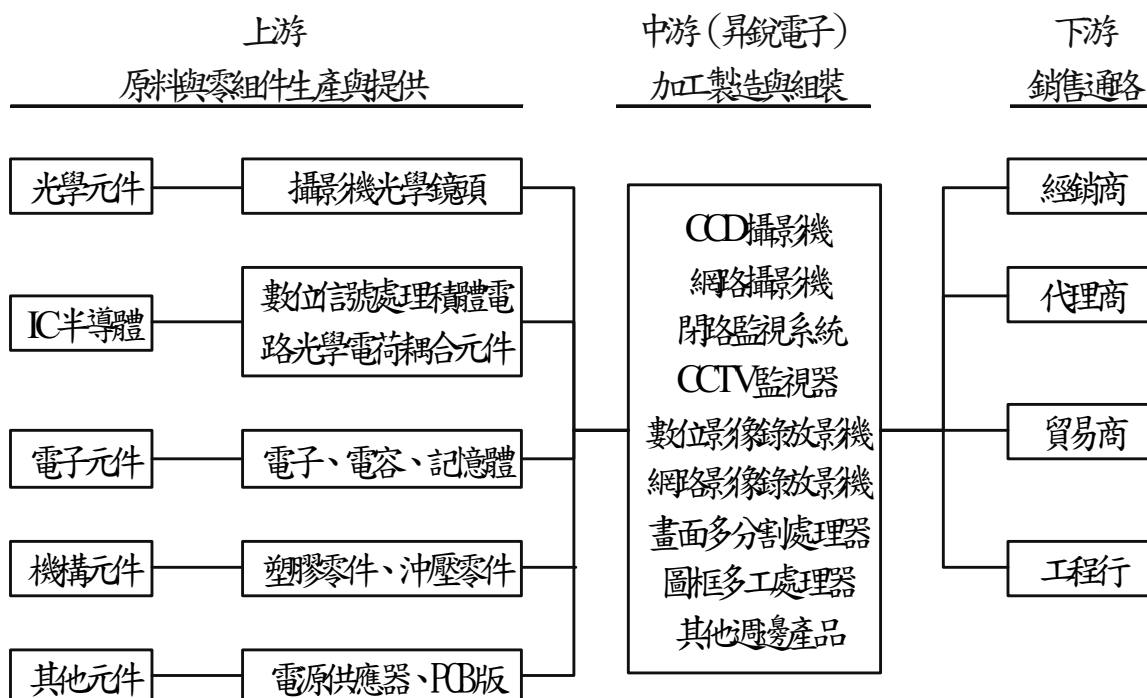 上游
原料與零組件生產與提供
中游(昇銳電子)
加工製造與組裝
下游
銷售通路
光學元件
攝影機光學鏡頭
IC半導體
數位信號處理積體電
路光學電荷耦合元件
電子元件
電子、電容、記憶體
機構元件
塑膠零件、沖壓零件
其他元件
電源供應器、PCB版
CCD攝影機
網路攝影機
閉路監視系統
CCTV監視器
數位影像錄放影機
網路影像錄放影機
畫面多分割處理器
圖框多工處理器
其他週邊產品
經銷商
代理商
貿易商
工程行